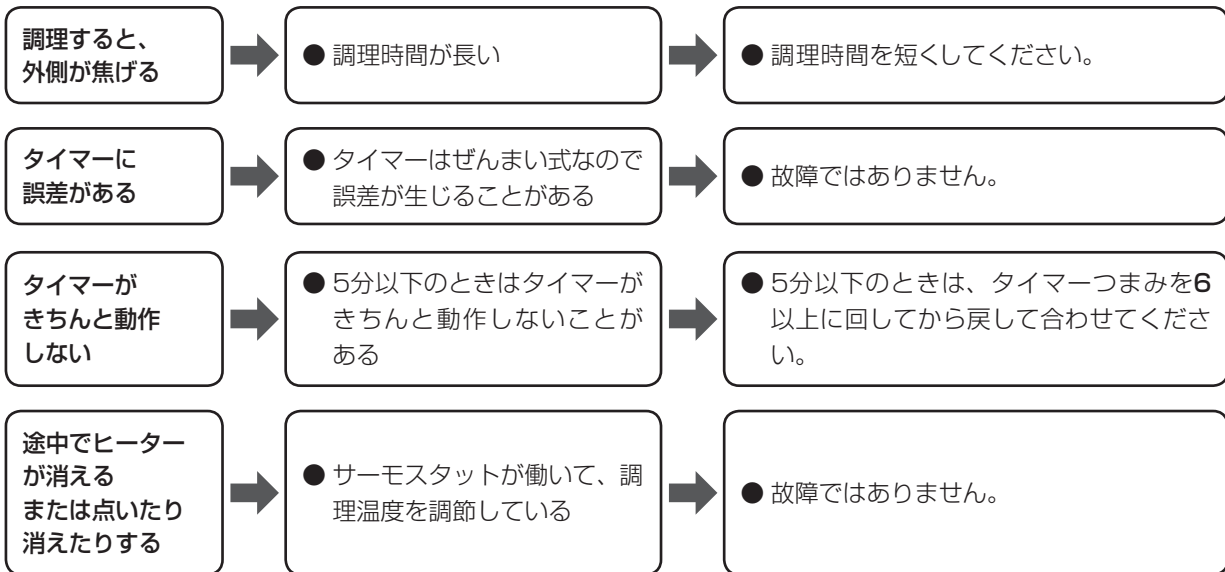 調理すると、
外側が焦げる
● 調理時間が長い
● 調理時間を短くしてください。
タイマーに
誤差がある
● タイマーはぜんまい式なので
誤差が生じることがある
● 故障ではありません。
タイマーが
きちんと動作
しない
● 5分以下のときはタイマーが
きちんと動作しないことが
ある
● 5分以下のときは、タイマーつまみを6
以上に回してから戻して合わせてくださ
い。
途中でヒーター
が消える
または点いたり
消えたりする
● サーモスタットが働いて、調
理温度を調節している
● 故障ではありません。